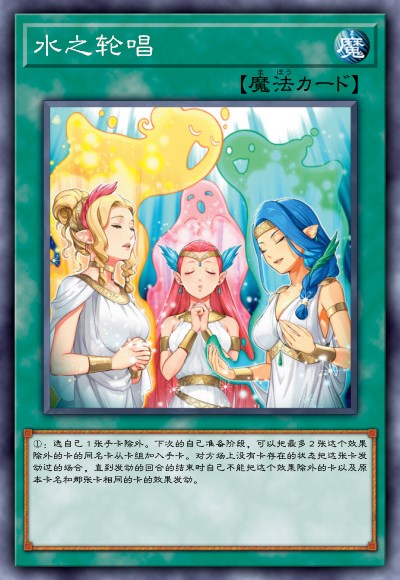 水之轮唱
魔
【魔法カード】
ま ほう
①：选自己1张手卡除外。下次的自己准备阶段，可以把最多2张这个效果
除外的卡的同名卡从卡组加入手卡。对方场上没有卡存在的状态把这张卡发
动过的场合，直到发动的回合的结束时自己不能把这个效果除外的卡以及原
本卡名和那张卡相同的卡的效果发动。